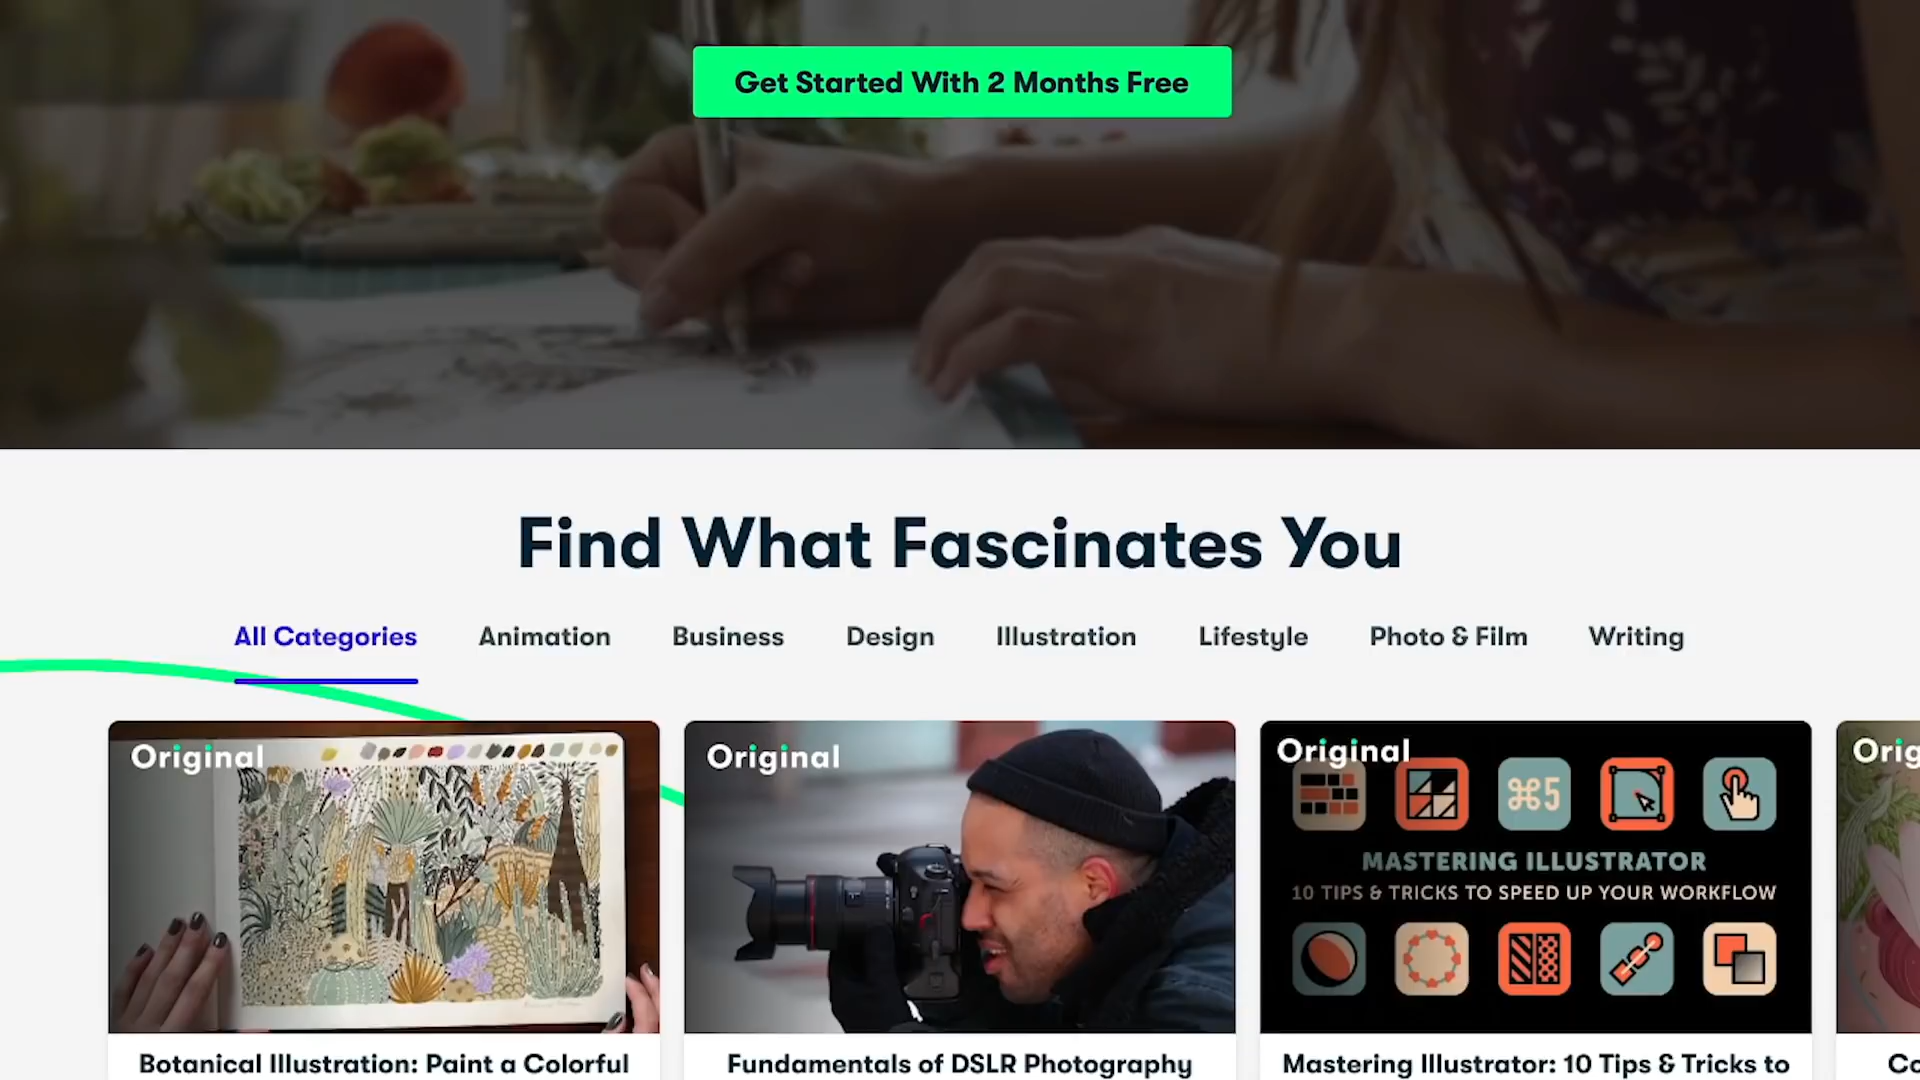 Get Started With 2 Months Free
Find What Fascinates You
All Categories
Animation
Business
Design
Illustration
Lifestyle
Photo & Film
Writing
Original
Original
Original
⌘5
MASTERING ILLUSTRATOR
10 TIPS & TRICKS TO SPEED UP YOUR WORKFLOW
Botanical Illustration: Paint a Colorful
Fundamentals of DSLR Photography
Mastering Illustrator: 10 Tips & Tricks to